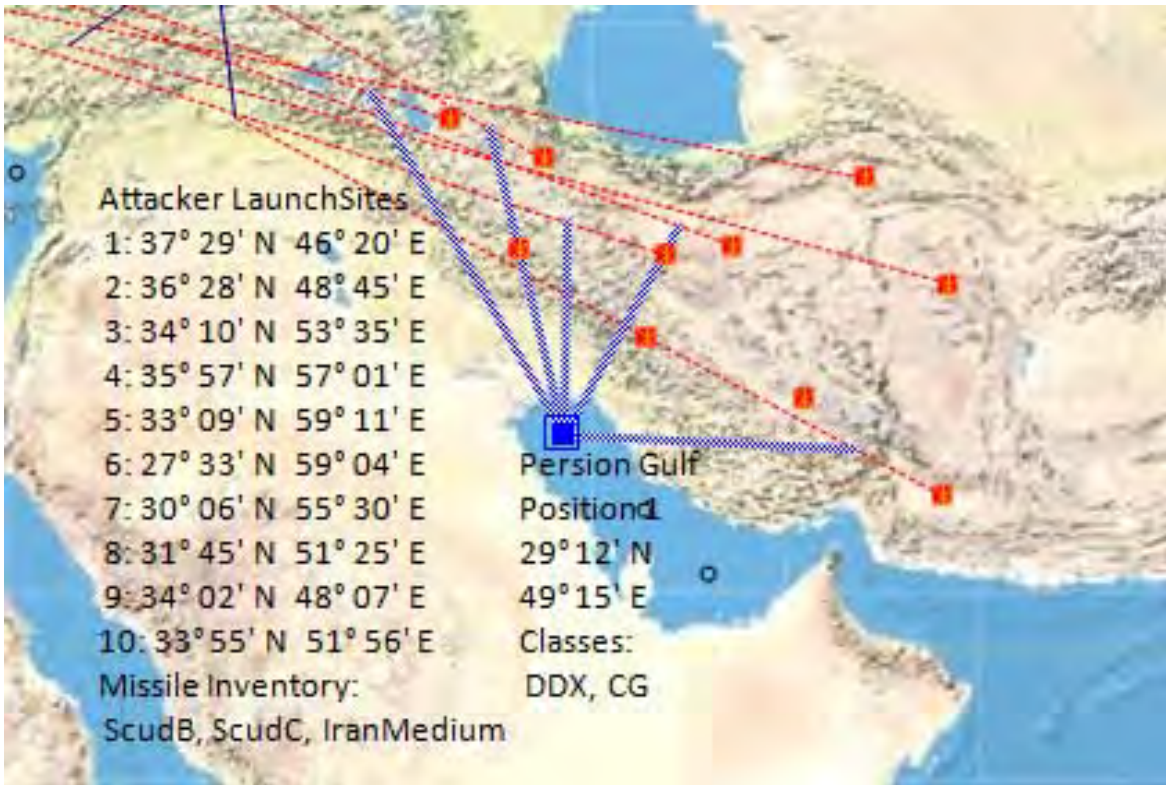 Attacker LaunchSites
1: 37° 29' N 46° 20' E
2: 36° 28' N 48° 45' E
3: 34° 10' N 53° 35' E
4: 35° 57' N 57° 01' E
5: 33° 09' N 59° 11' E
6: 27° 33' N 59° 04' E
7: 30° 06' N 55° 30' E
8: 31° 45' N 51° 25' E
9: 34° 02' N 48° 07' E
10: 33° 55' N 51° 56' E
Missile Inventory:
ScudB, ScudC, IranMedium
Persion Gulf
Position 1
29° 12' N
49° 15' E
Classes:
DDX, CG